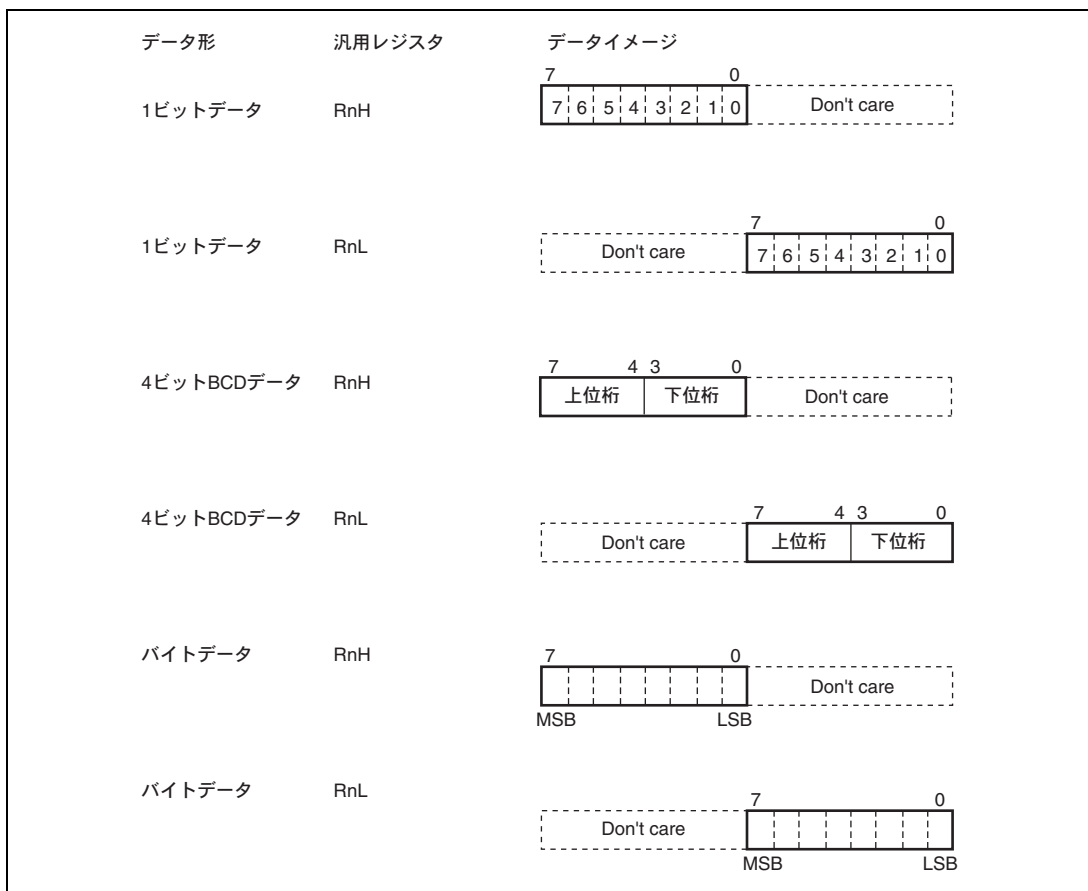 データ形 汎用レジスタ データイメージ
7 0
1ビットデータ RnH 7 6 5 4 3 2 1 0 Don't care
7 0
1ビットデータ RnL Don't care 7 6 5 4 3 2 1 0
7 4 3 0
4ビットBCDデータ RnH 上位桁 下位桁 Don't care
7 4 3 0
4ビットBCDデータ RnL Don't care 上位桁 下位桁
7 0
バイトデータ RnH Don't care
MSB LSB
7 0
バイトデータ RnL Don't care
MSB LSB